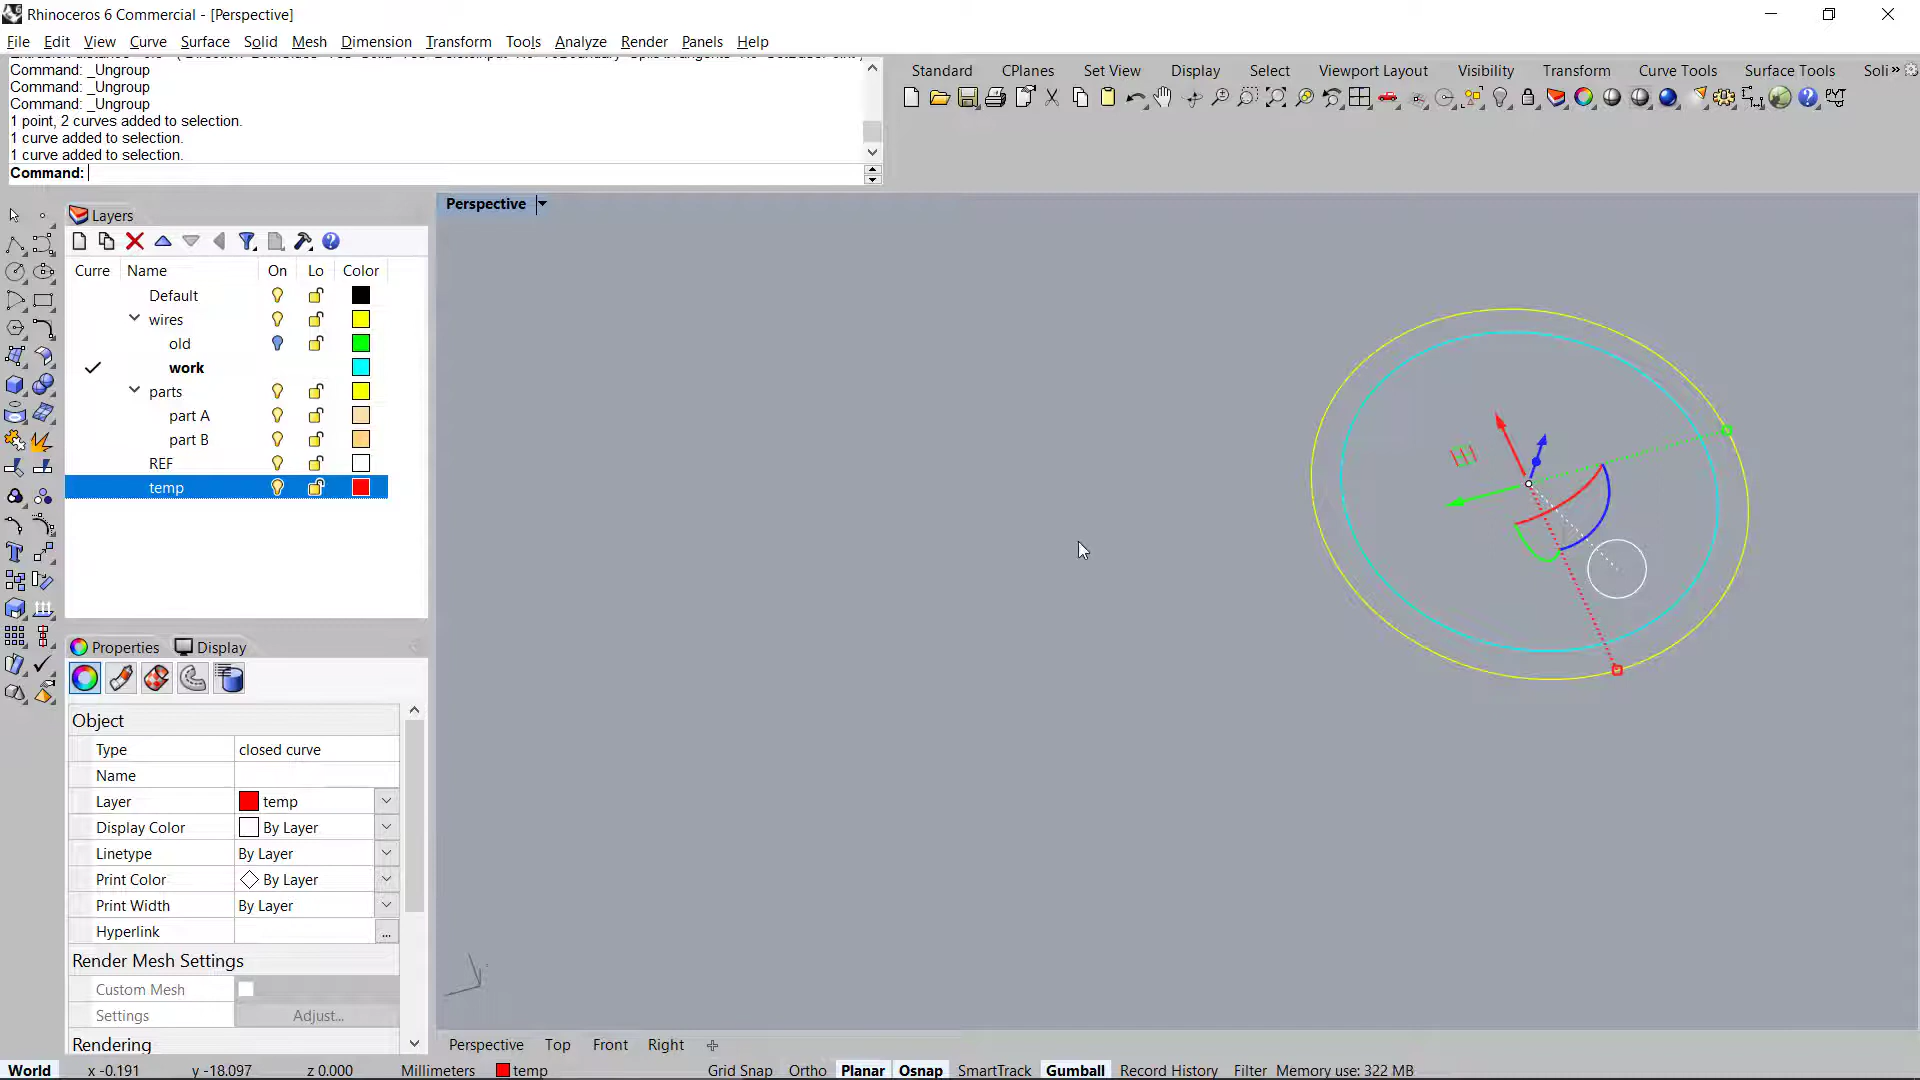 Rhinoceros 6 Commercial - [Perspective]
File Edit View Curve Surface Solid Mesh Dimension Transform Tools Analyze Render Panels Help
Command: _Ungroup
Command: _Ungroup
Command: _Ungroup
1 point, 2 curves added to selection.
1 curve added to selection.
1 curve added to selection.
Command:
Standard CPlanes Set View Display Select Viewport Layout Visibility Transform Curve Tools Surface Tools Soli »
Perspective
Layers
Curre Name On Lo Color
Default
wires
old
work
parts
part A
part B
REF
temp
Properties Display
Object
Type closed curve
Name
Layer temp
Display Color By Layer
Linetype By Layer
Print Color By Layer
Print Width By Layer
Hyperlink ...
Render Mesh Settings
Custom Mesh
Settings Adjust...
Rendering
Perspective Top Front Right
World x -0.191 y -18.097 z 0.000 Millimeters temp Grid Snap Ortho Planar Osnap SmartTrack Gumball Record History Filter Memory use: 322 MB